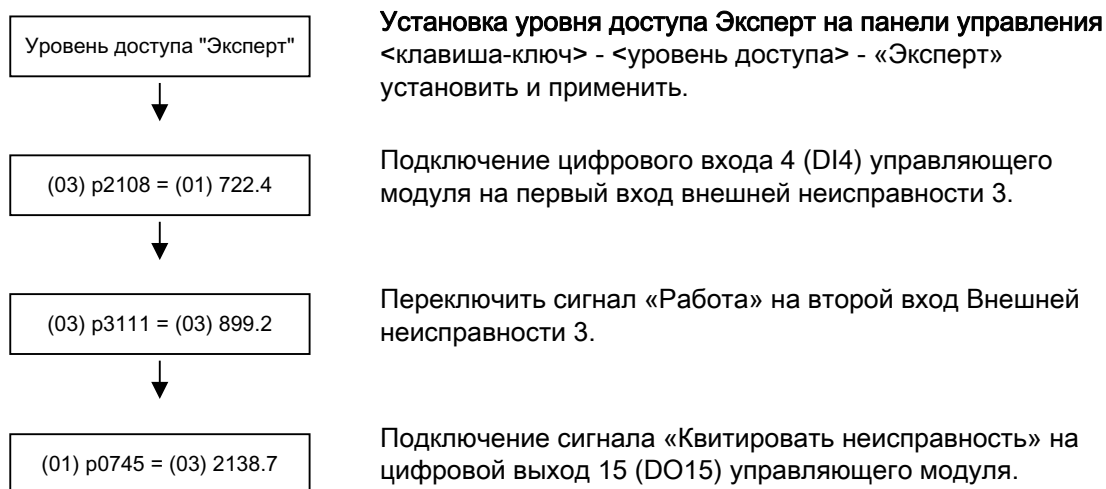 Уровень доступа "Эксперт"
Установка уровня доступа Эксперт на панели управления
<клавиша-ключ> - <уровень доступа> - «Эксперт»
установить и применить.
(03) p2108 = (01) 722.4
Подключение цифрового входа 4 (DI4) управляющего
модуля на первый вход внешней неисправности 3.
(03) p3111 = (03) 899.2
Переключить сигнал «Работа» на второй вход Внешней
неисправности 3.
(01) p0745 = (03) 2138.7
Подключение сигнала «Квитировать неисправность» на
цифровой выход 15 (DO15) управляющего модуля.